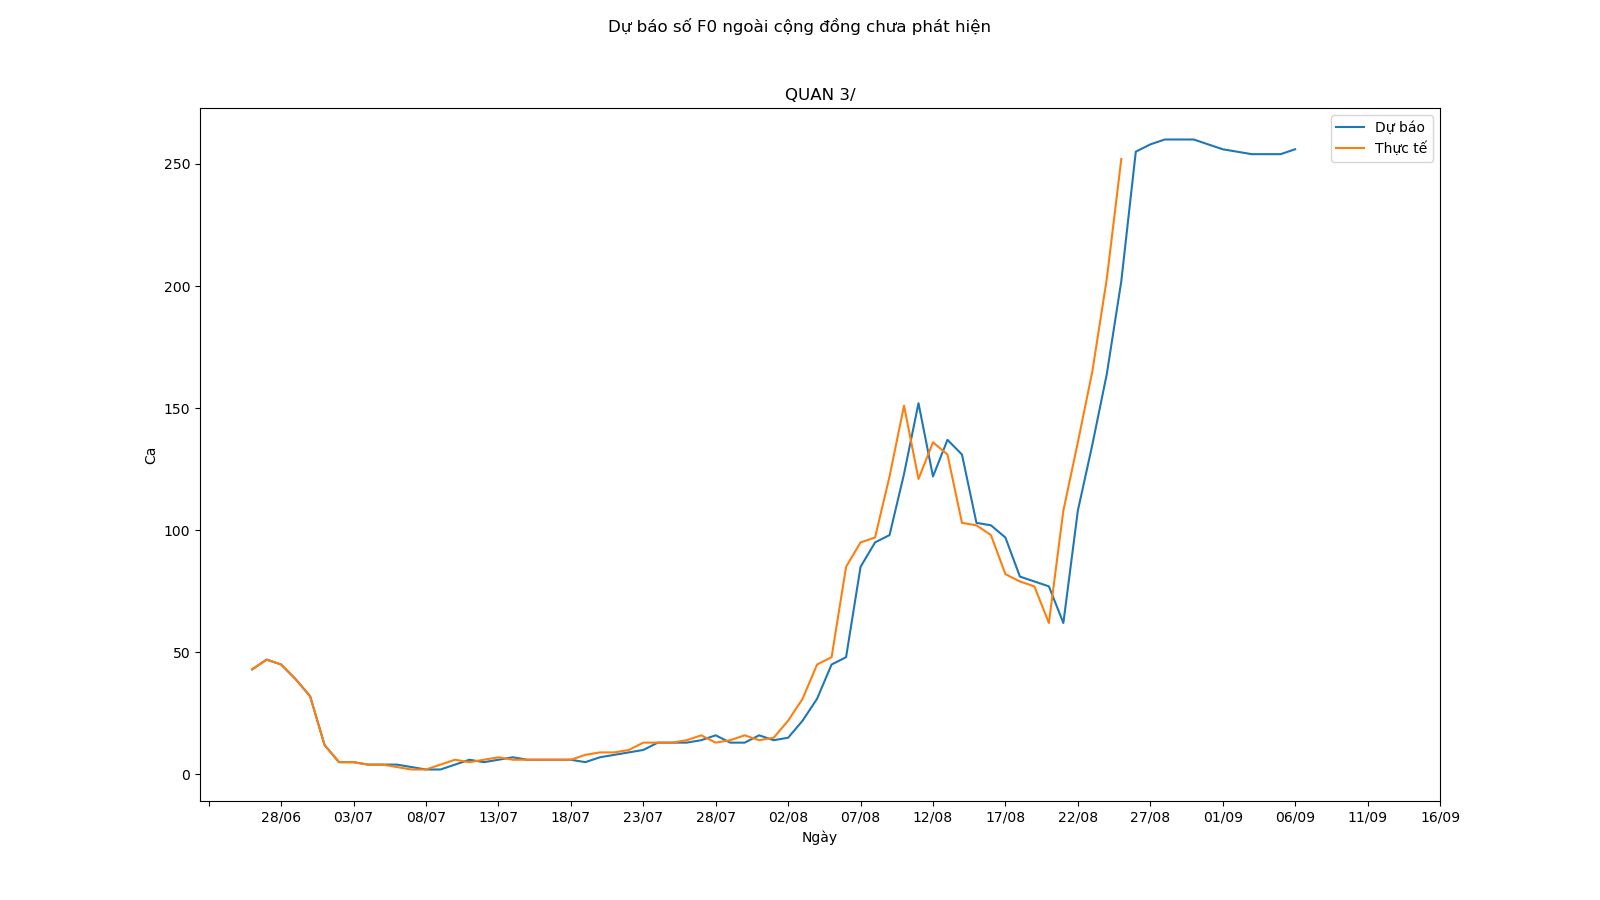 Dự báo số F0 ngoài cộng đồng chưa phát hiện
QUAN 3/
Dự báo
Thực tế
250
200
150
100
50
0
Ca
28/06 03/07 08/07 13/07 18/07 23/07 28/07 02/08 07/08 12/08 17/08 22/08 27/08 01/09 06/09 11/09 16/09
Ngày